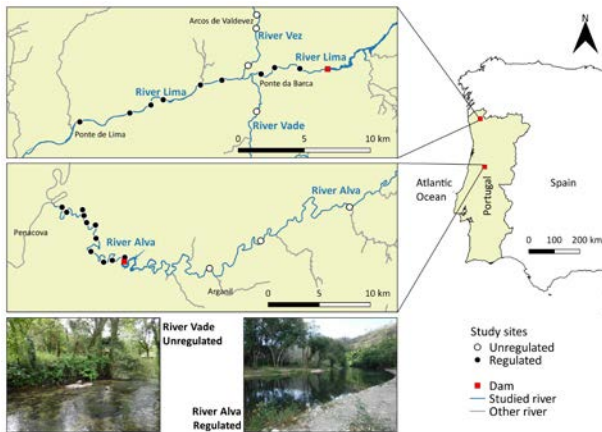 Arcos de Valdevez
River Vez
River Lima
River Lima
Ponte da Barca
Ponte de Lima
River Vade
0 5 10 km
River Alva
Penacova
River Alva
Arganil
0 5 10 km
River Vade
Unregulated
River Alva
Regulated
N
Atlantic
Ocean
Portugal
Spain
0 100 200 km
Study sites
Unregulated
Regulated
Dam
Studied river
Other river